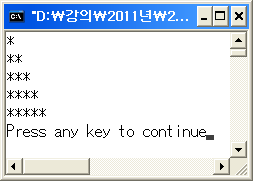 "D:₩강의₩2011년₩2...
*
**
***
****
*****
Press any key to continue